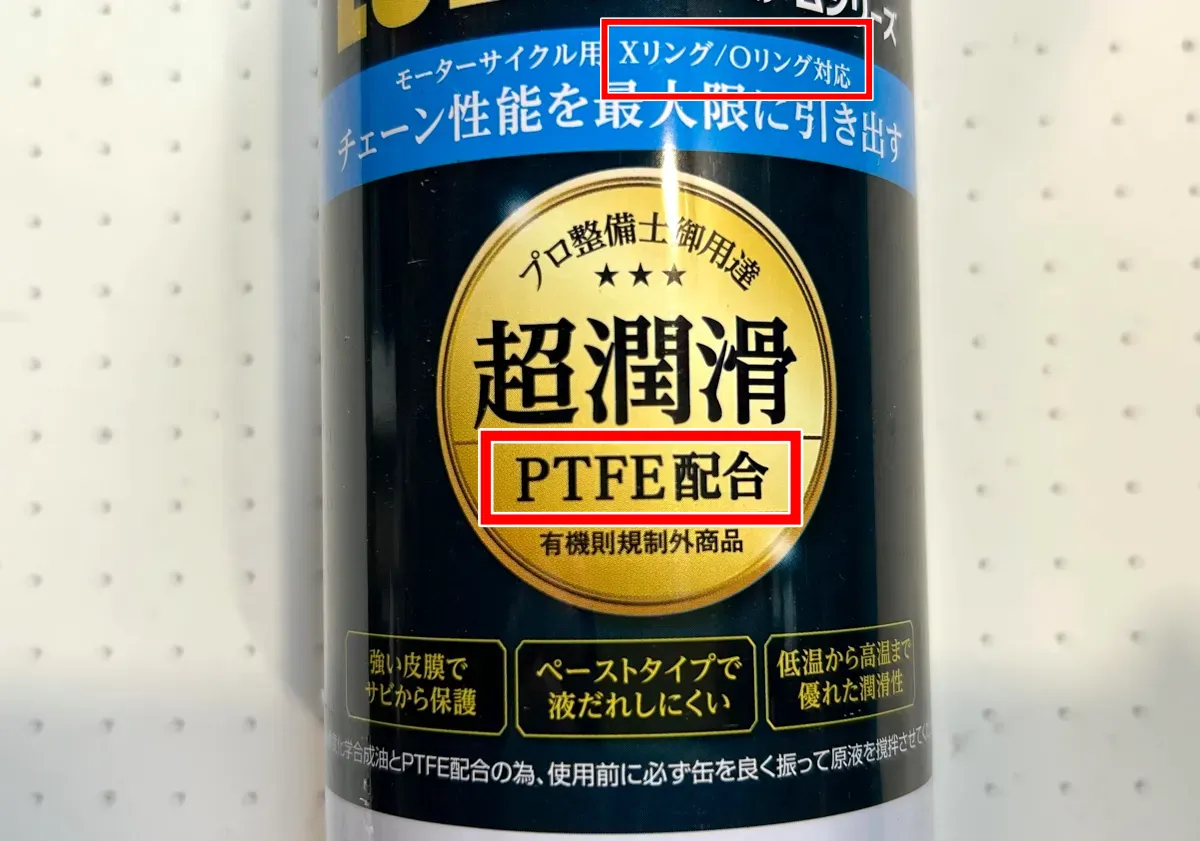 モーターサイクル用 Xリング/Oリング対応
チェーン性能を最大限に引き出す
プロ整備士御用達
★★★
超潤滑
PTFE配合
有機則規制外商品
強い皮膜で
サビから保護
ペーストタイプで
液だれしにくい
低温から高温まで
優れた潤滑性
化学合成油とPTFE配合の為、使用前に必ず缶を良く振って原液を撹拌させてく